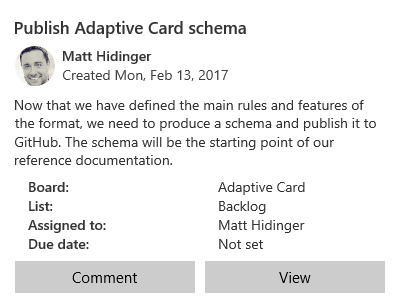 Publish Adaptive Card schema
Matt Hidinger
Created Mon, Feb 13, 2017
Now that we have defined the main rules and features of
the format, we need to produce a schema and publish it to
GitHub. The schema will be the starting point of our
reference documentation.
Board: Adaptive Card
List: Backlog
Assigned to: Matt Hidinger
Due date: Not set
Comment View